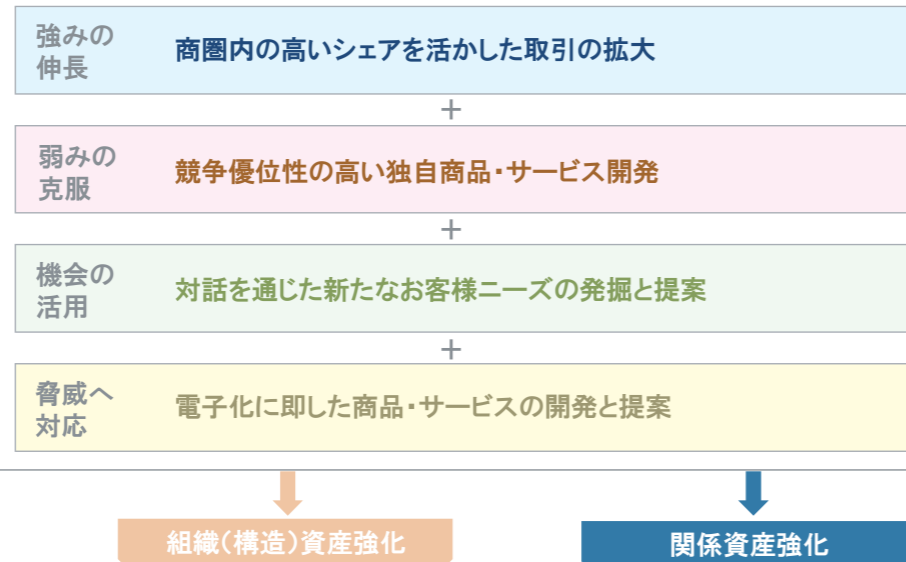 強みの
伸長
商圏内の高いシェアを活かした取引の拡大
+
弱みの
克服
競争優位性の高い独自商品・サービス開発
+
機会の
活用
対話を通じた新たなお客様ニーズの発掘と提案
+
脅威へ
対応
電子化に即した商品・サービスの開発と提案
組織(構造)資産強化
関係資産強化